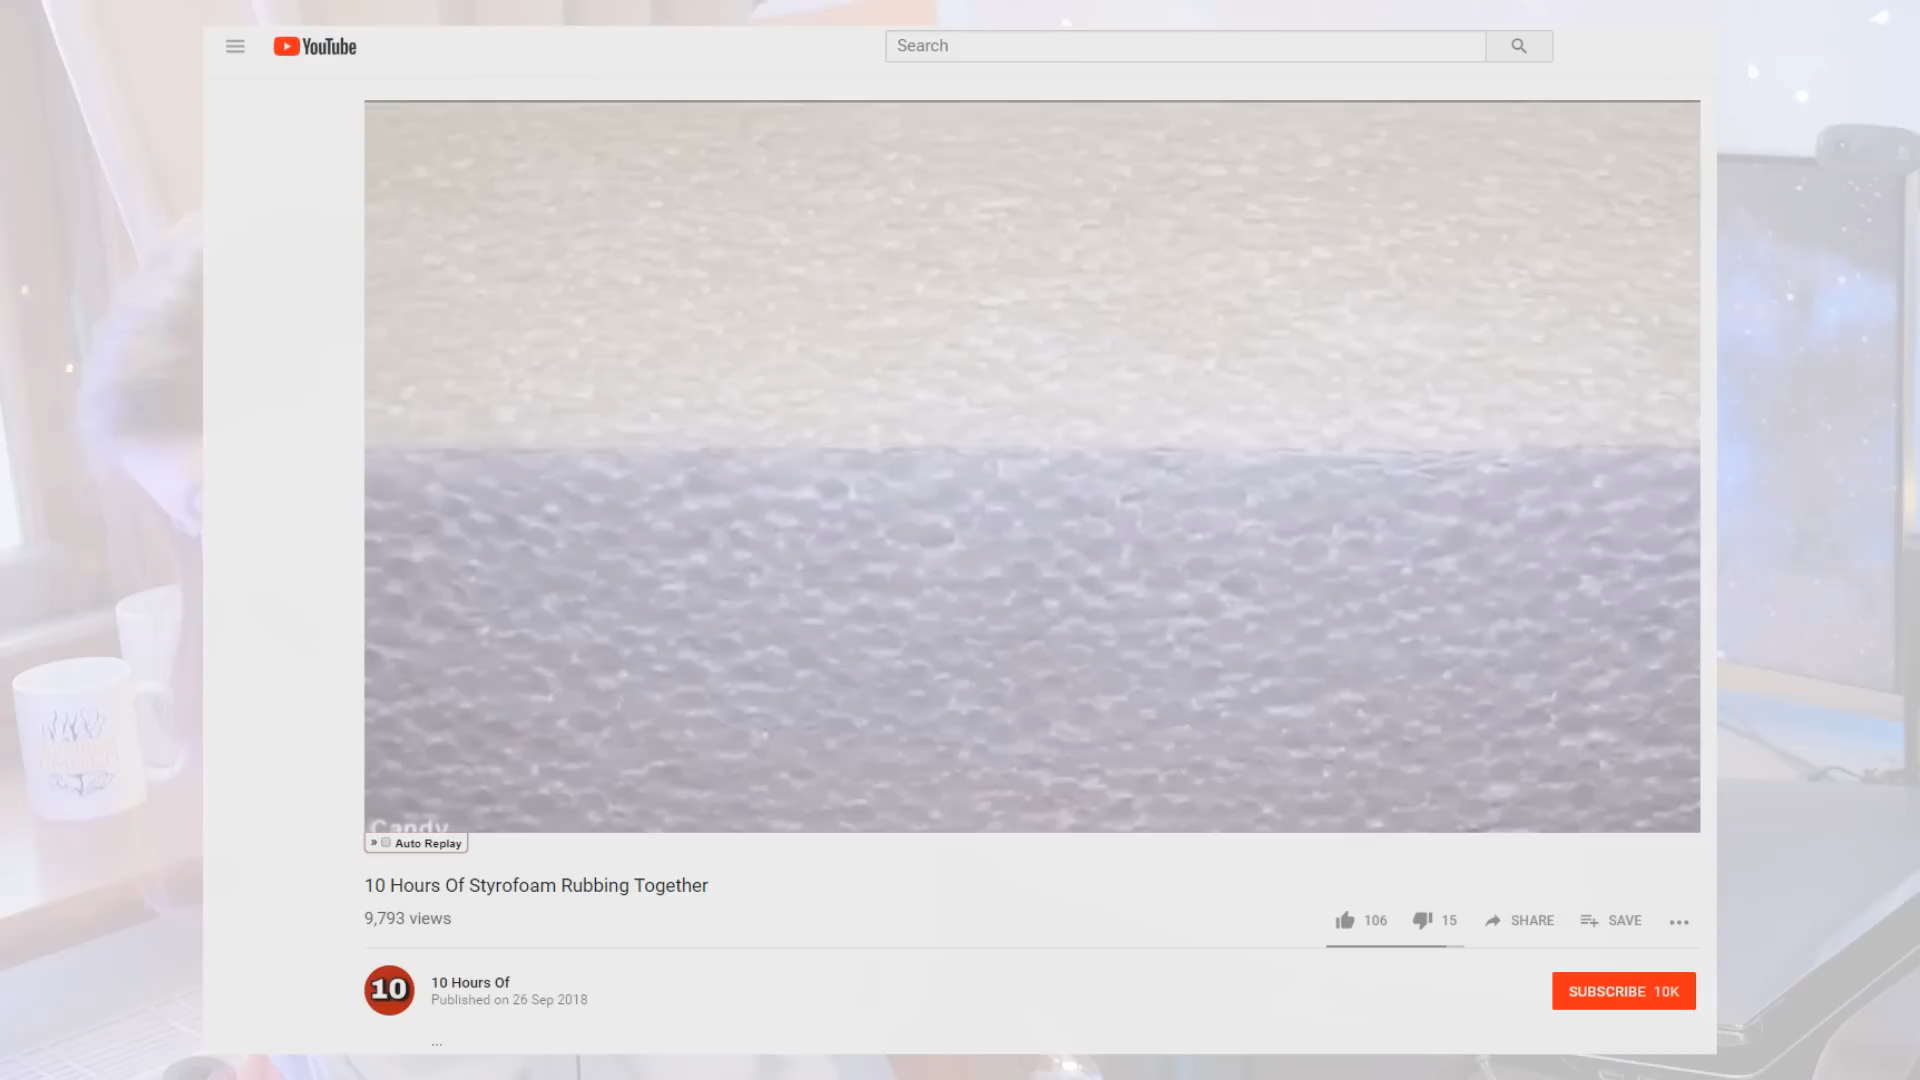 YouTube
Search
Candy
» Auto Replay
10 Hours Of Styrofoam Rubbing Together
9,793 views
106 15 SHARE SAVE ...
10
10 Hours Of
Published on 26 Sep 2018
SUBSCRIBE 10K
...